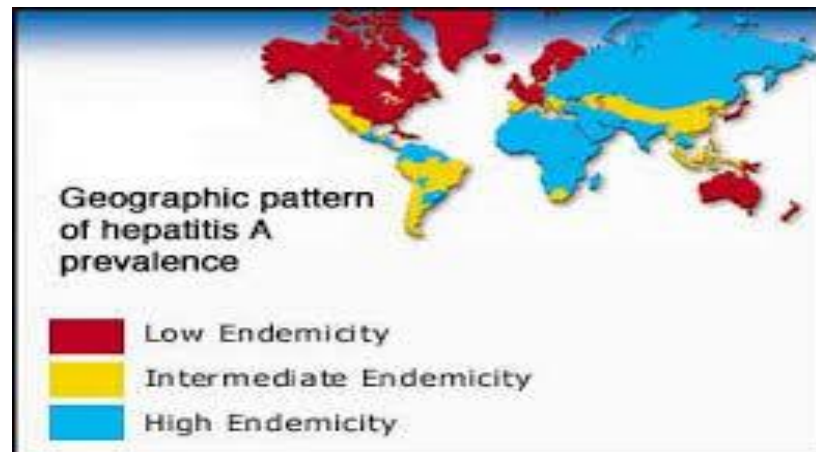 Geographic pattern
of hepatitis A
prevalence
Low Endemicity
Intermediate Endemicity
High Endemicity